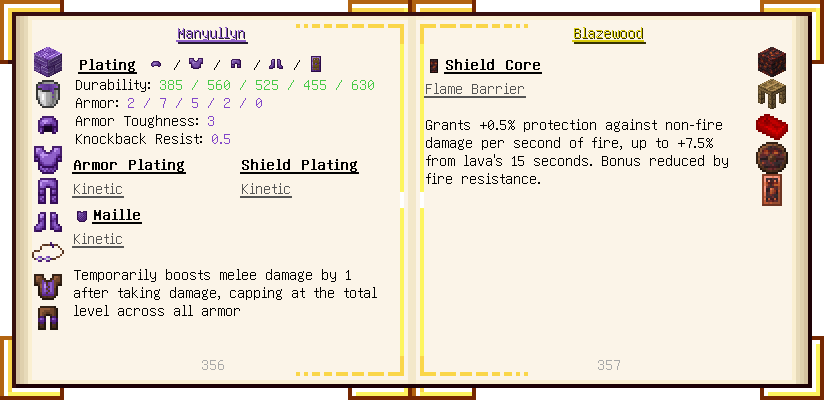 Manyullyn
Plating / / / /
Durability: 385 / 560 / 525 / 455 / 630
Armor: 2 / 7 / 5 / 2 / 0
Armor Toughness: 3
Knockback Resist: 0.5
Armor Plating
Kinetic
Shield Plating
Kinetic
Maille
Kinetic
Temporarily boosts melee damage by 1
after taking damage, capping at the total
level across all armor
356
Blazewood
Shield Core
Flame Barrier
Grants +0.5% protection against non-fire
damage per second of fire, up to +7.5%
from lava's 15 seconds. Bonus reduced by
fire resistance.
357